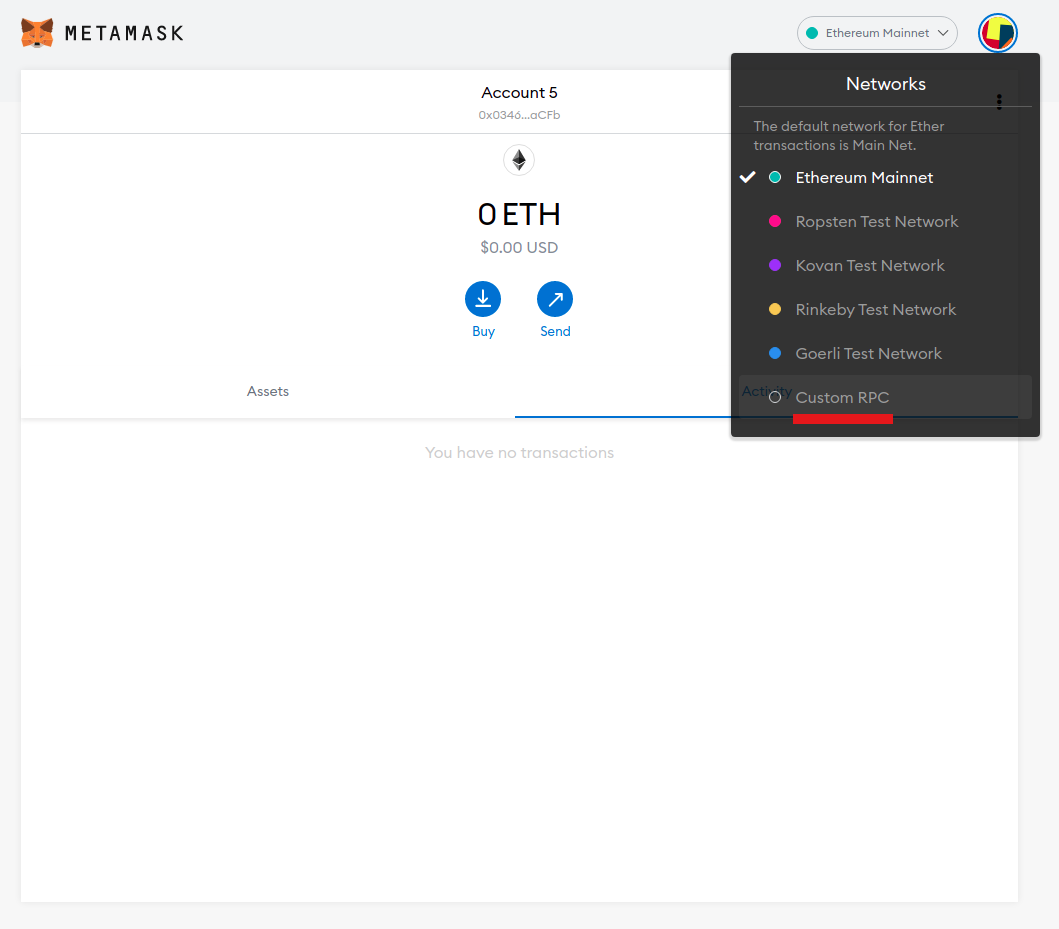 METAMASK
Ethereum Mainnet
Account 5
0x0346...aCFb
0 ETH
$0.00 USD
Buy
Send
Assets
Activity
You have no transactions
Networks
The default network for Ether
transactions is Main Net.
Ethereum Mainnet
Ropsten Test Network
Kovan Test Network
Rinkeby Test Network
Goerli Test Network
Custom RPC